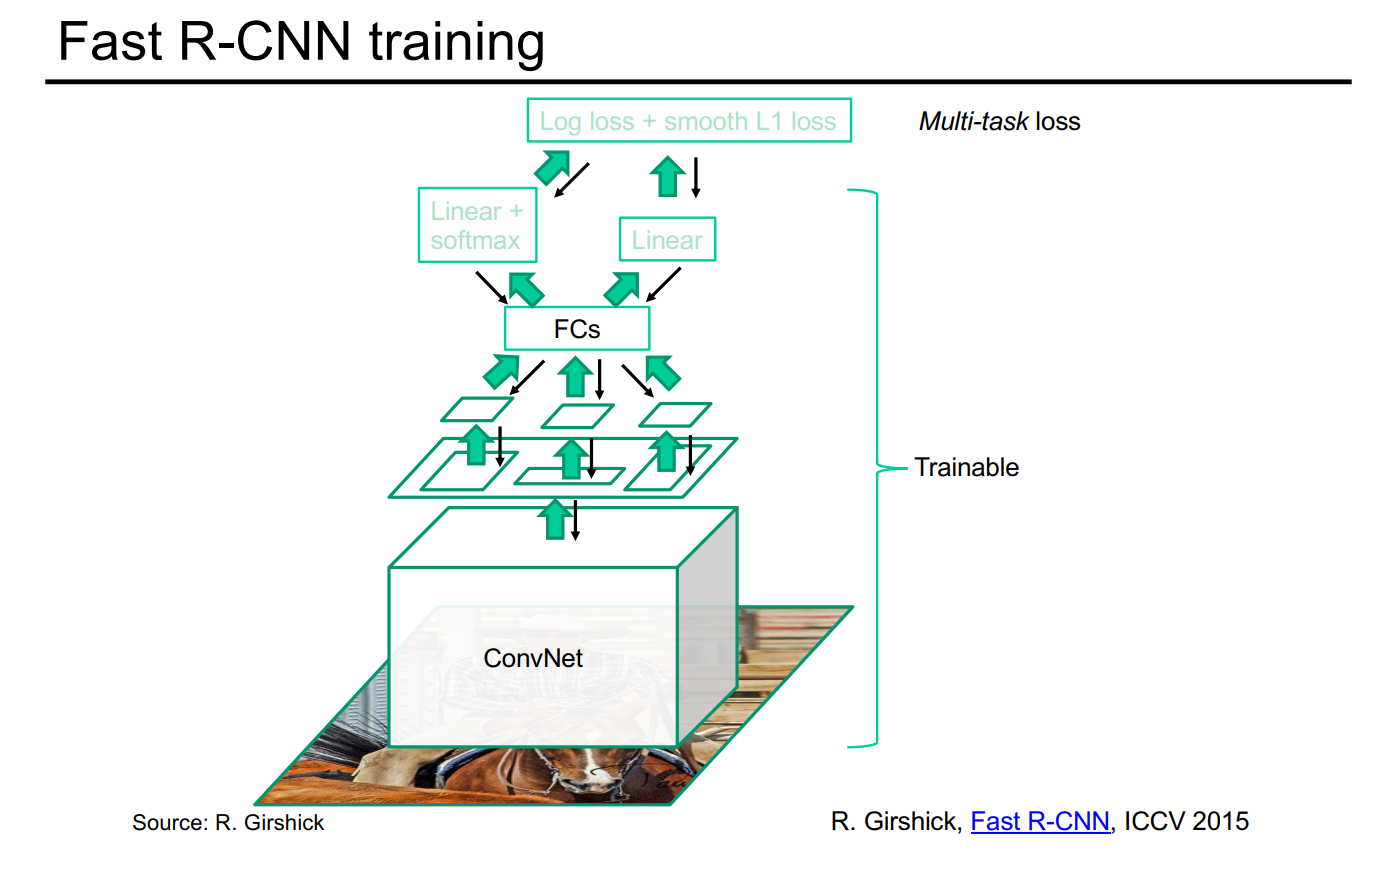 Fast R-CNN training
Log loss + smooth L1 loss
Multi-task loss
Linear +
softmax
Linear
FCs
Trainable
ConvNet
Source: R. Girshick
R. Girshick, Fast R-CNN, ICCV 2015